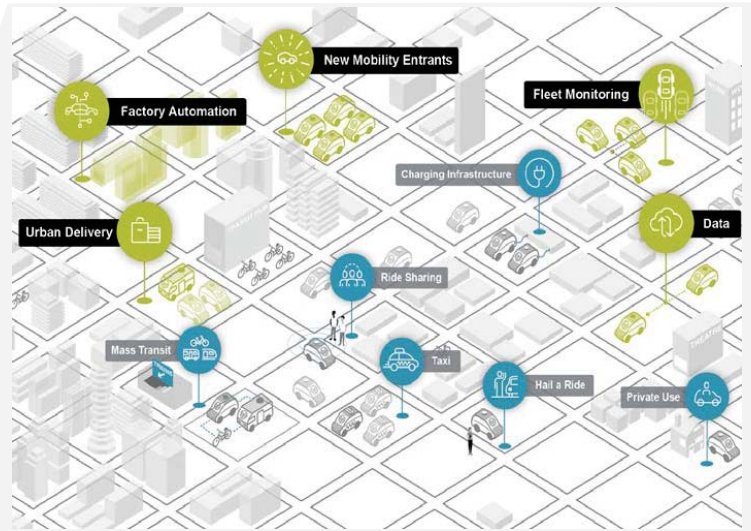 New Mobility Entrants
Fleet Monitoring
Factory Automation
Charging Infrastructure
Urban Delivery
Data
Ride Sharing
Mass Transit
Taxi
Hail a Ride
Private Use
THEATRE